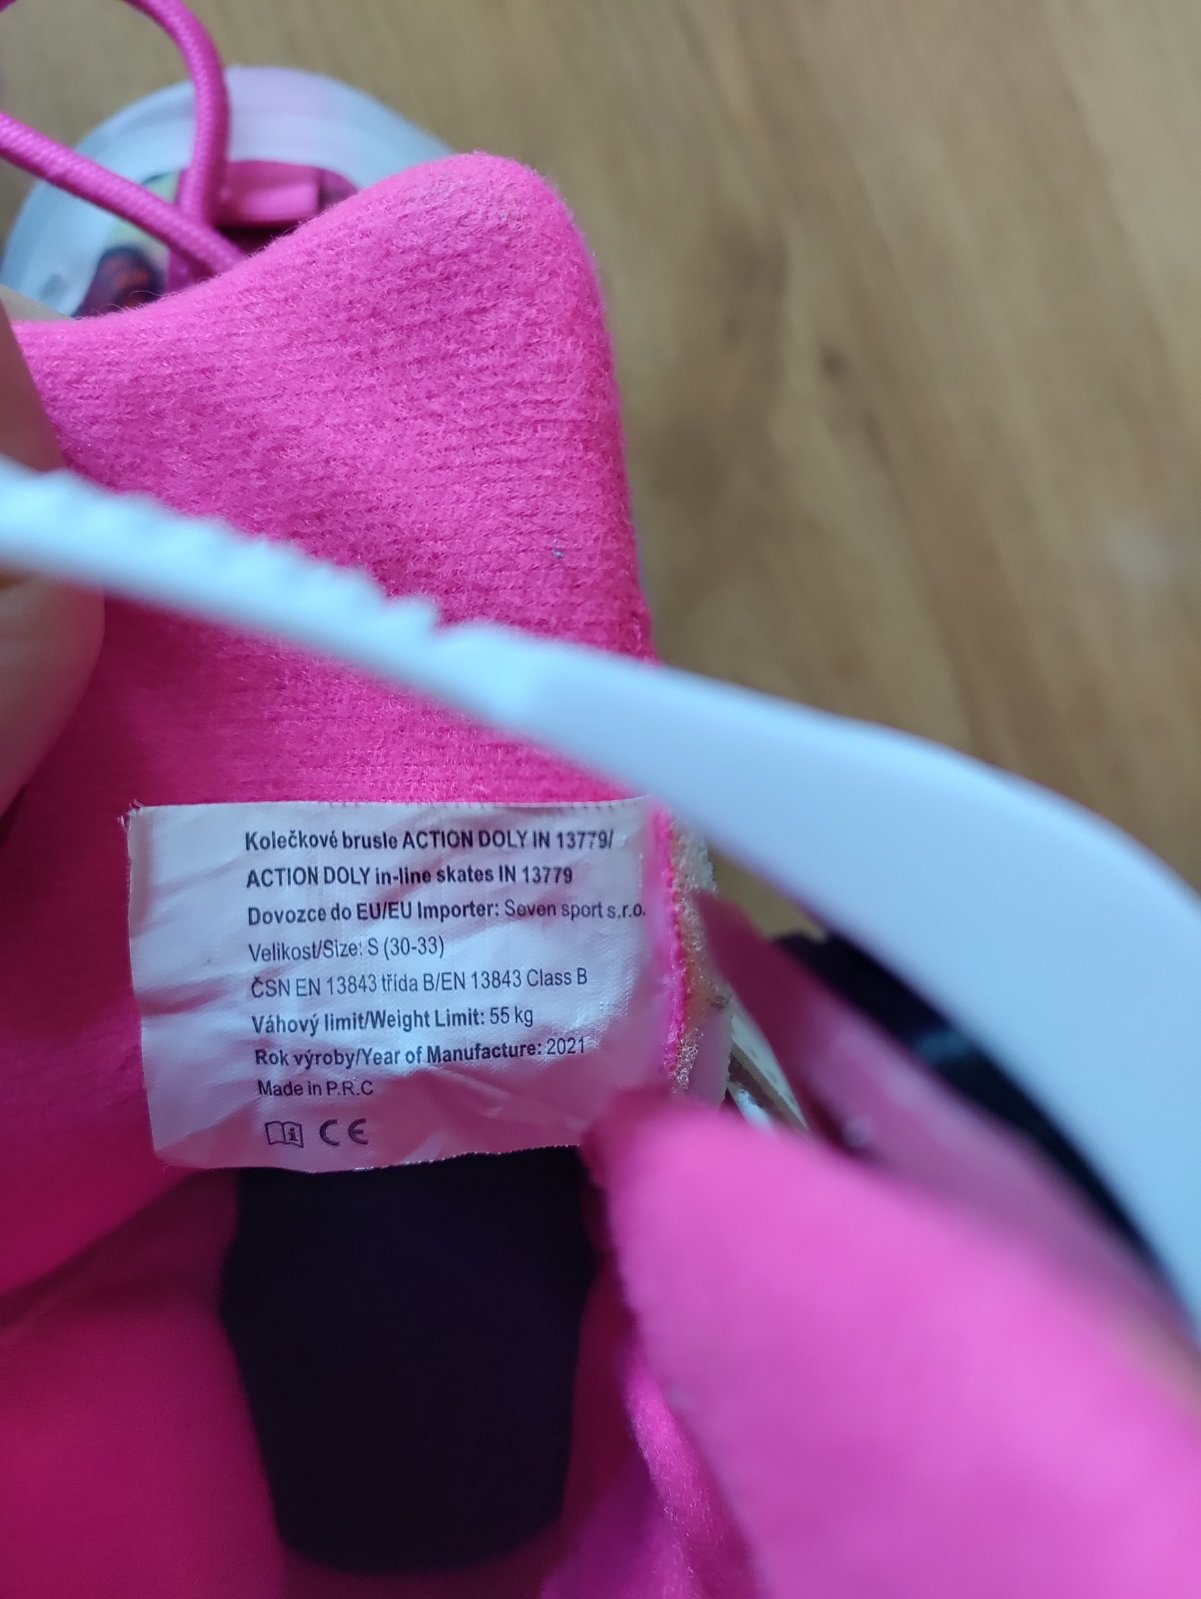 Kolečkové brusle ACTION DOLY IN 13779/
ACTION DOLY in-line skates IN 13779
Dovozce do EU/EU Importer: Seven sport s.r.o.
Velikost/Size: S (30-33)
ČSN EN 13843 třída B/EN 13843 Class B
Váhový limit/Weight Limit: 55 kg
Rok výroby/Year of Manufacture: 2021
Made in P.R.C
CE